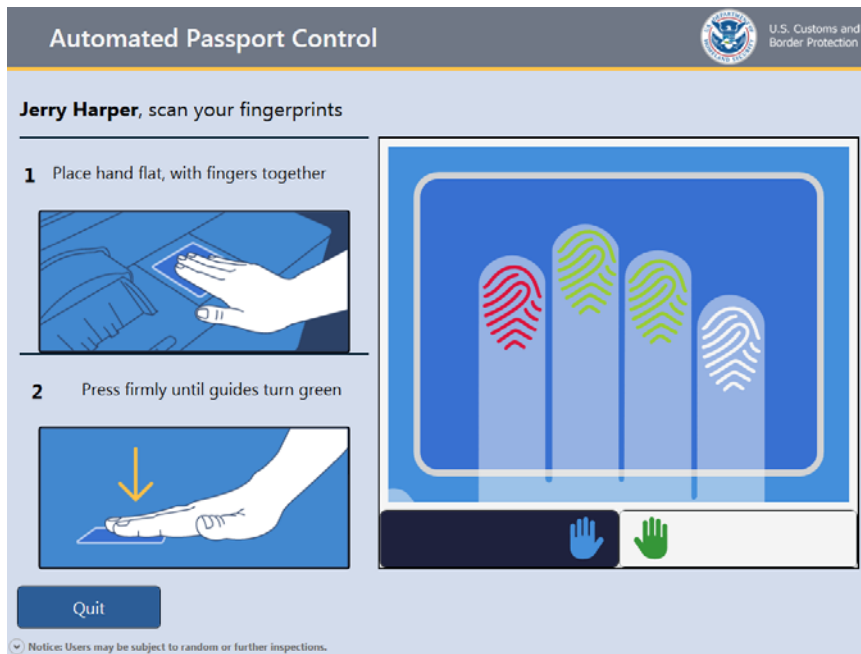 Automated Passport Control
U.S. Customs and
Border Protection
Jerry Harper, scan your fingerprints
1 Place hand flat, with fingers together
2 Press firmly until guides turn green
Quit
Notice: Users may be subject to random or further inspections.